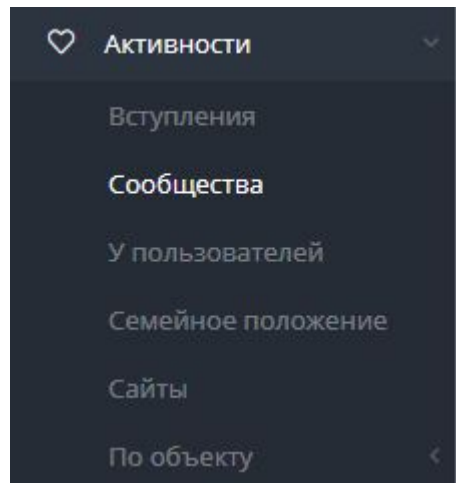 Активности
Вступления
Сообщества
У пользователей
Семейное положение
Сайты
По объекту